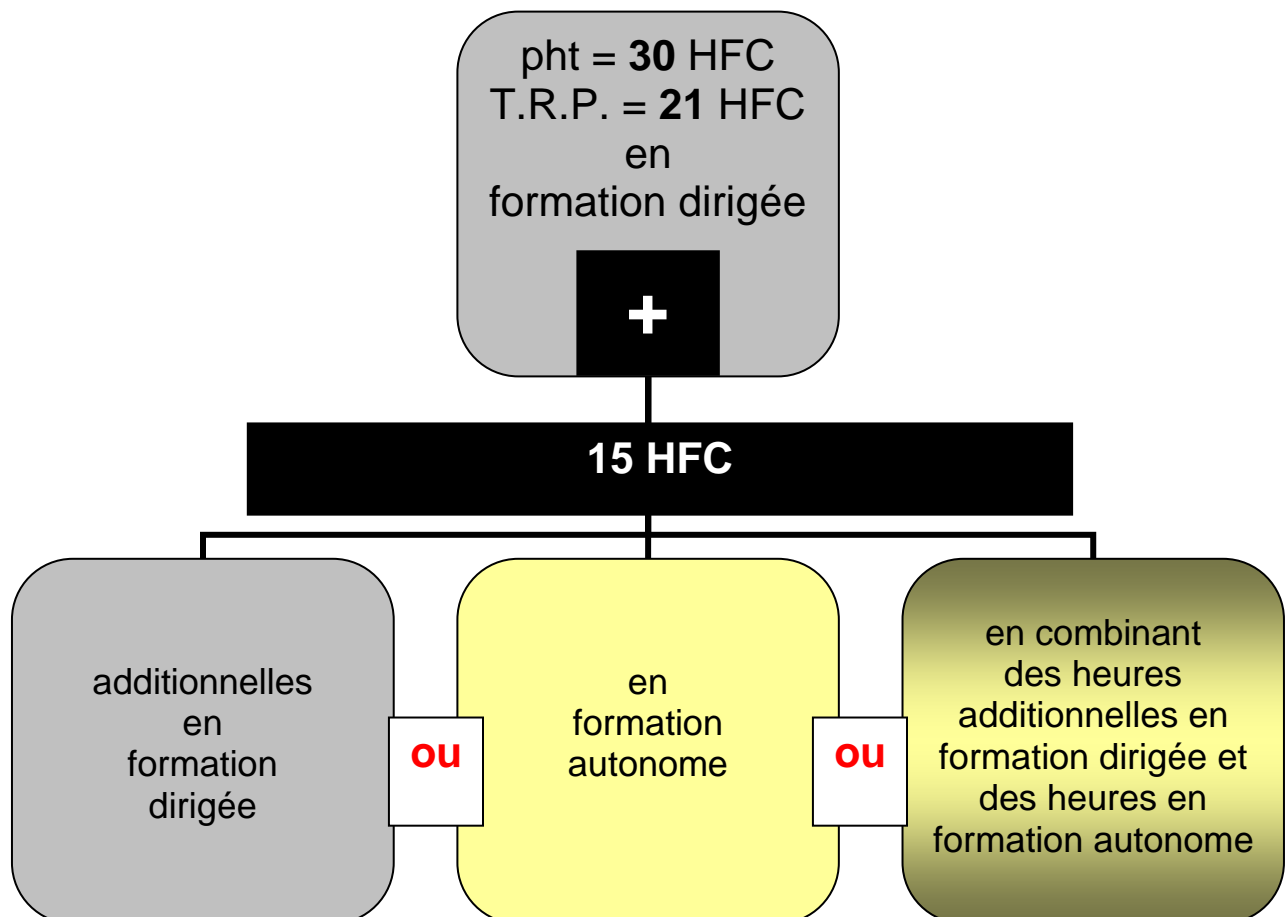 pht = 30 HFC
T.R.P. = 21 HFC
en
formation dirigée
+
15 HFC
additionnelles
en
formation
dirigée
ou
en
formation
autonome
ou
en combinant
des heures
additionnelles en
formation dirigée et
des heures en
formation autonome